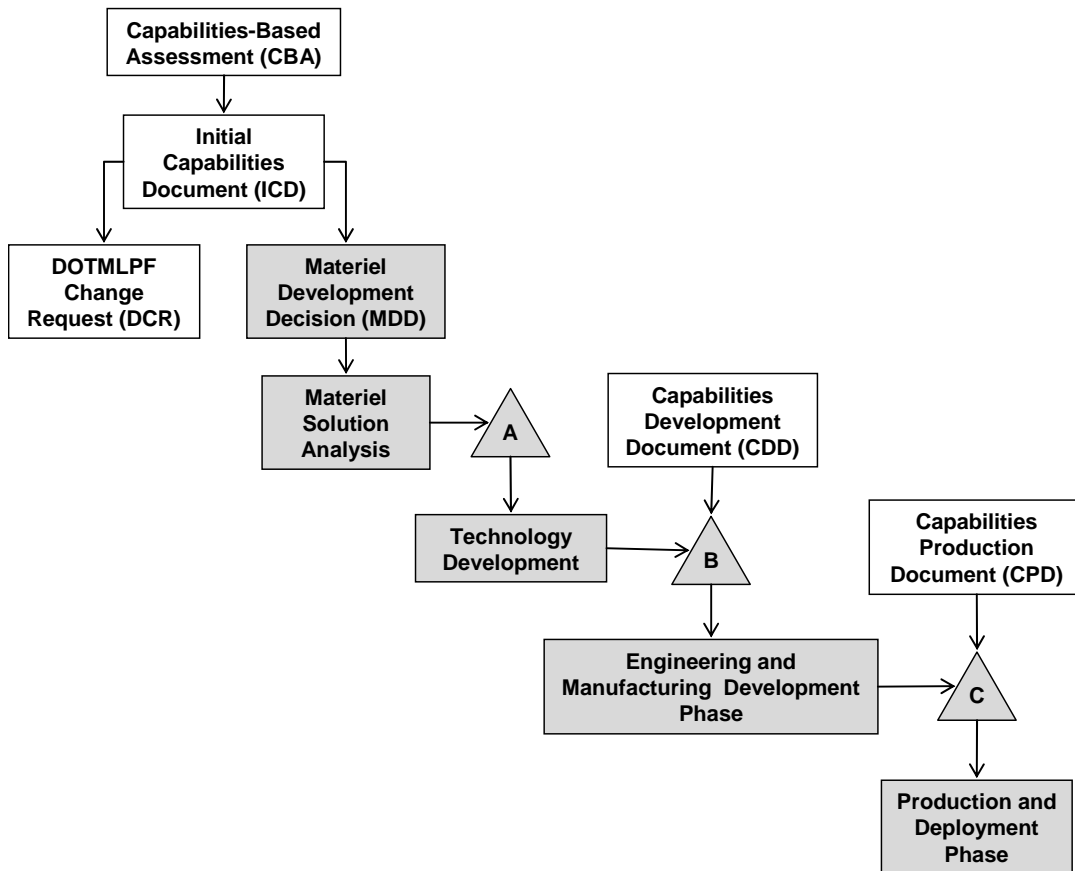 Capabilities-Based
Assessment (CBA)
Initial
Capabilities
Document (ICD)
DOTMLPF
Change
Request (DCR)
Materiel
Development
Decision (MDD)
Materiel
Solution
Analysis
A
Capabilities
Development
Document (CDD)
Technology
Development
B
Capabilities
Production
Document (CPD)
Engineering and
Manufacturing Development
Phase
C
Production and
Deployment
Phase